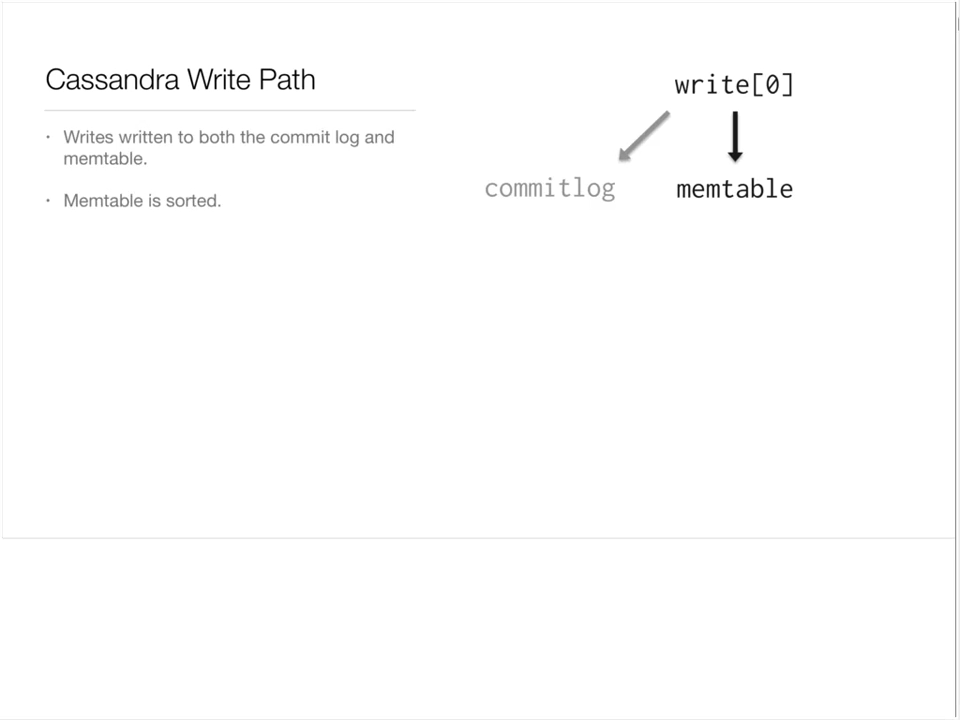 Cassandra Write Path
· Writes written to both the commit log and
memtable.
· Memtable is sorted.
write[0]
commitlog memtable